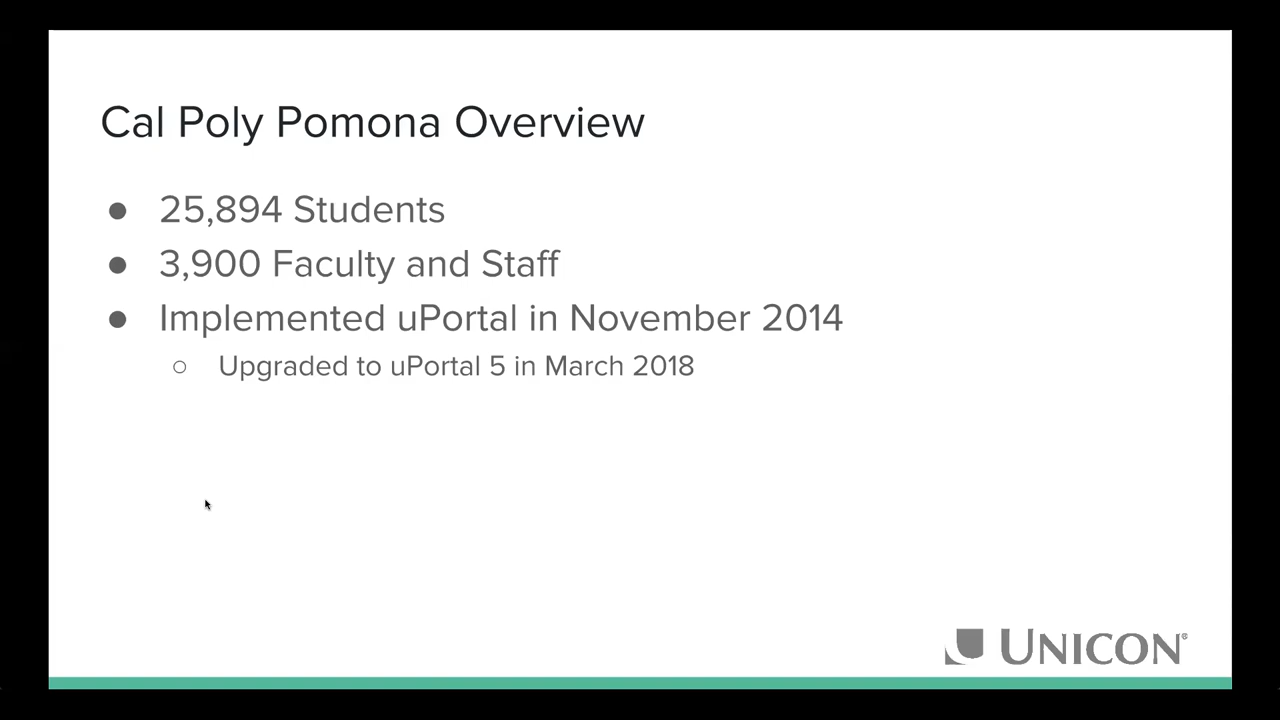 Cal Poly Pomona Overview
● 25,894 Students
● 3,900 Faculty and Staff
● Implemented uPortal in November 2014
○ Upgraded to uPortal 5 in March 2018
UNICON®